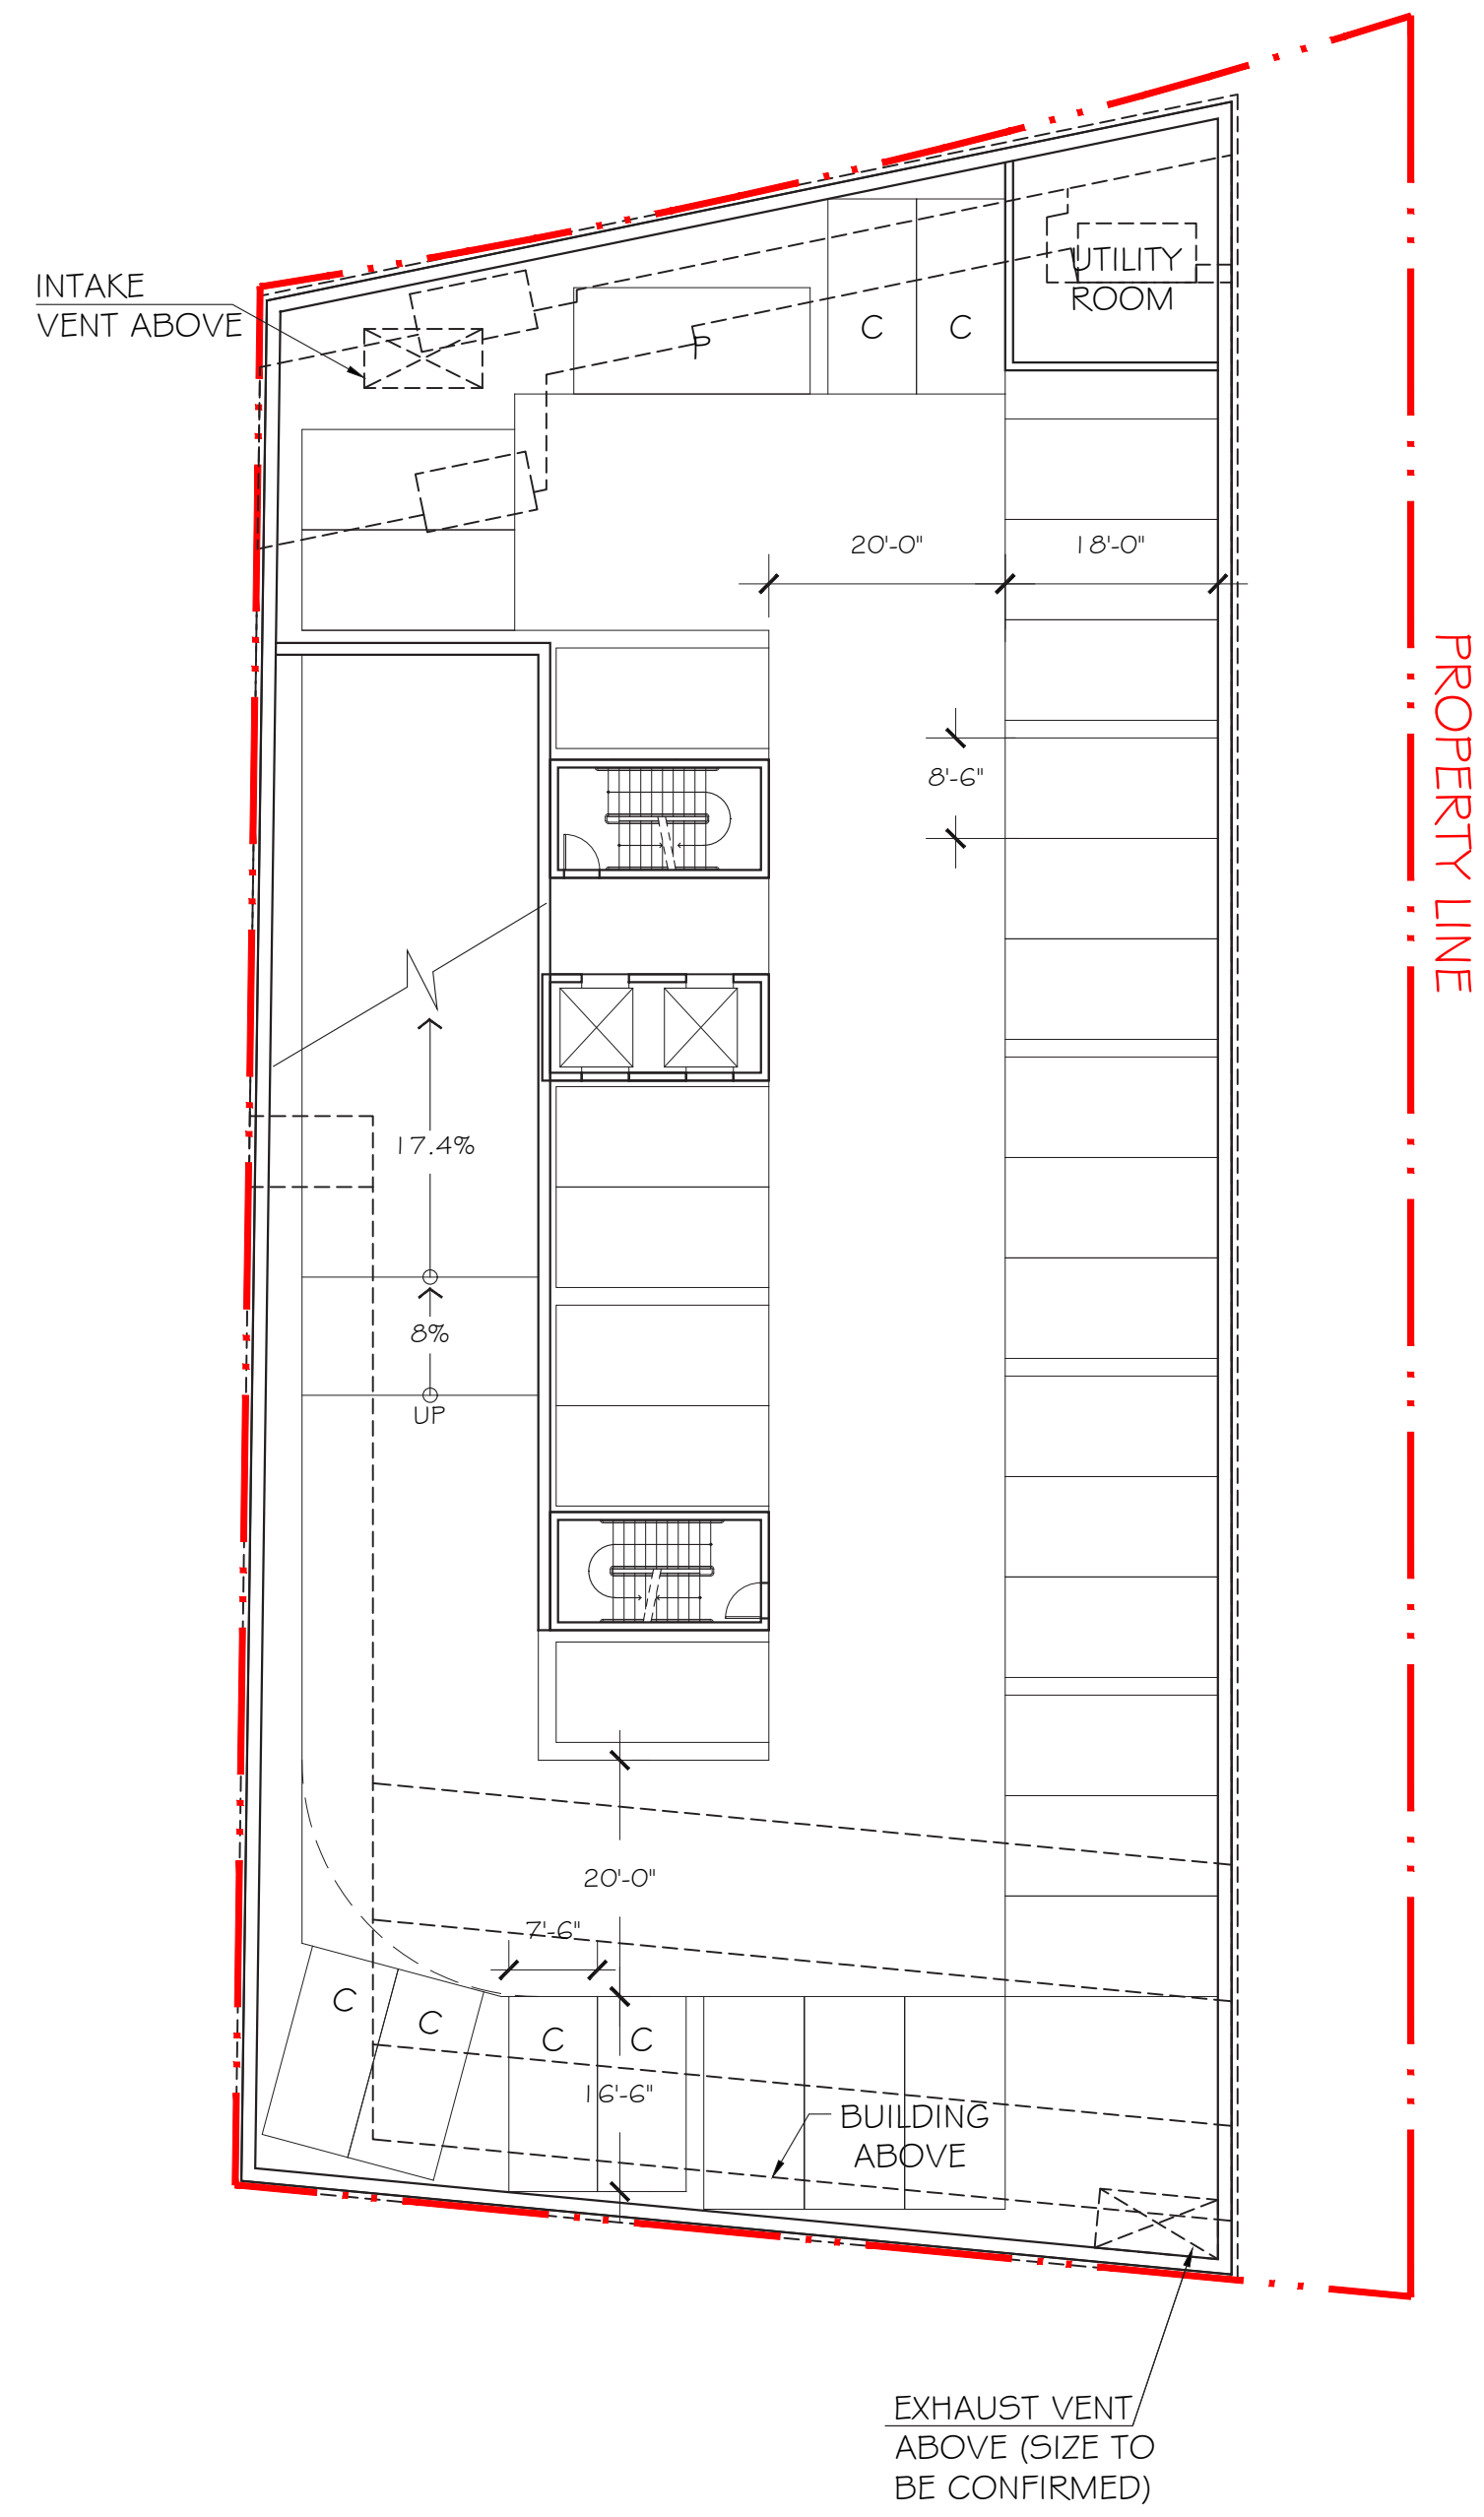 INTAKE
VENT ABOVE
UTILITY
ROOM
P
C
C
20'-0"
18'-0"
PROPERTY LINE
8'-6"
17.4%
8%
UP
20'-0"
7'-6"
C
C
C
C
16'-6"
BUILDING
ABOVE
EXHAUST VENT
ABOVE (SIZE TO
BE CONFIRMED)